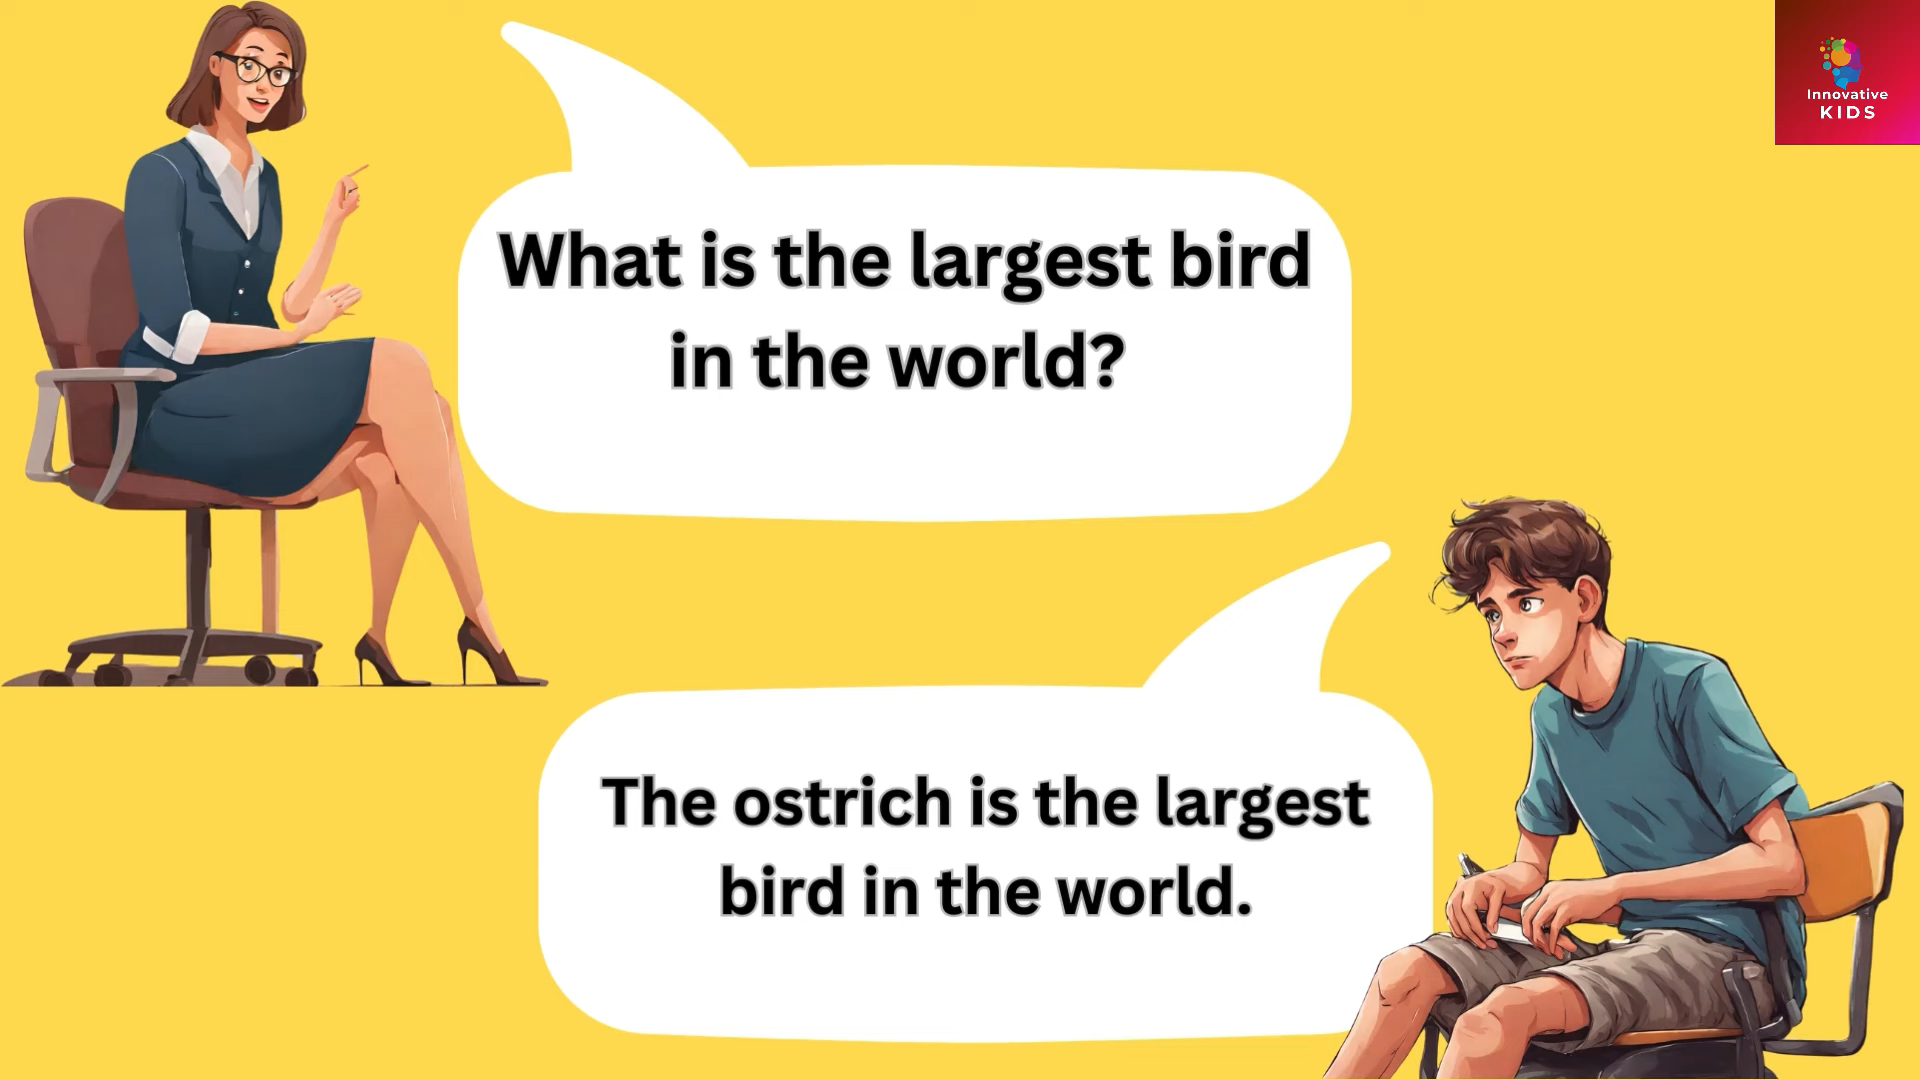 Innovative
KIDS
What is the largest bird
in the world?
The ostrich is the largest
bird in the world.